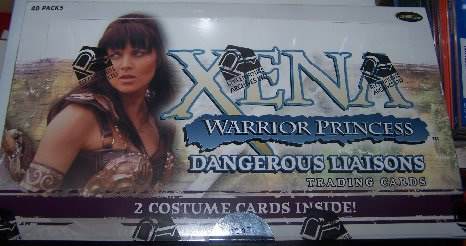 40 PACKS
XENA
WARRIOR PRINCESS
DANGEROUS LIAISONS
TRADING CARDS
2 COSTUME CARDS INSIDE!